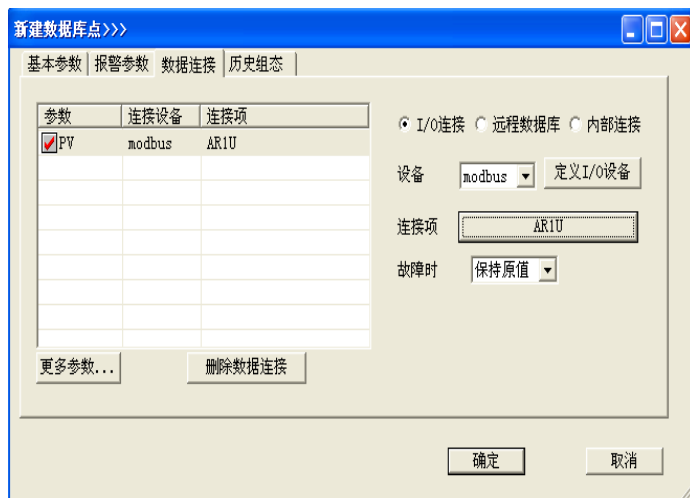 新建数据库点>>>
基本参数 报警参数 数据连接 历史组态
参数 连接设备 连接项
PV modbus AR1U
I/O连接 远程数据库 内部连接
设备 modbus 定义I/O设备
连接项 AR1U
故障时 保持原值
更多参数... 删除数据连接
确定 取消